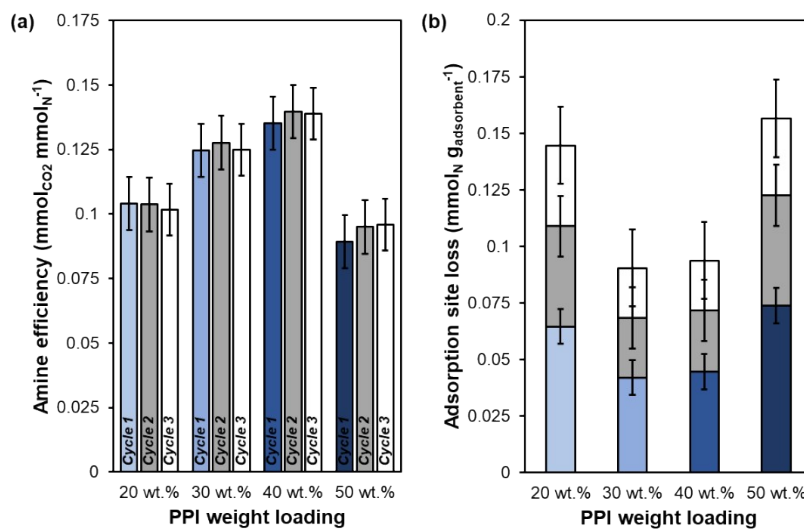 (a)
Amine efficiency (mmol_CO2 mmol_N^-1)
0.175
0.15
0.125
0.1
0.075
0.05
0.025
0
Cycle 1
Cycle 2
Cycle 3
Cycle 1
Cycle 2
Cycle 3
Cycle 1
Cycle 2
Cycle 3
Cycle 1
Cycle 2
Cycle 3
20 wt.% 30 wt.% 40 wt.% 50 wt.%
PPI weight loading
(b)
Adsorption site loss (mmol_N g_adsorbent^-1)
0.2
0.175
0.15
0.125
0.1
0.075
0.05
0.025
0
20 wt.% 30 wt.% 40 wt.% 50 wt.%
PPI weight loading